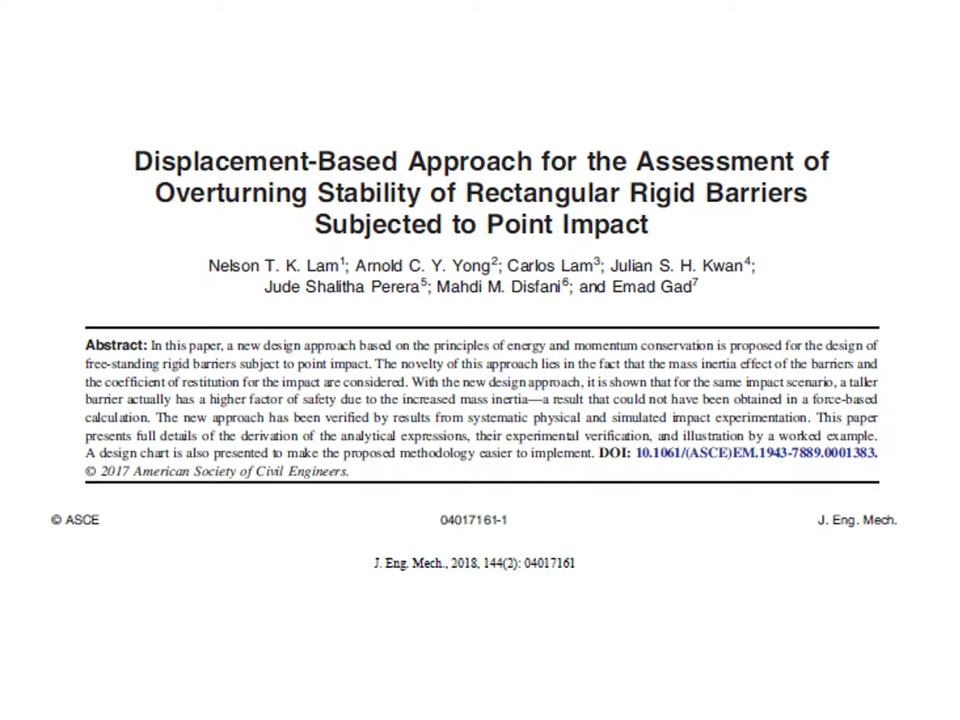 Displacement-Based Approach for the Assessment of
Overturning Stability of Rectangular Rigid Barriers
Subjected to Point Impact
Nelson T. K. Lam1; Arnold C. Y. Yong2; Carlos Lam3; Julian S. H. Kwan4;
Jude Shalitha Perera5; Mahdi M. Disfani6; and Emad Gad7
Abstract: In this paper, a new design approach based on the principles of energy and momentum conservation is proposed for the design of
free-standing rigid barriers subject to point impact. The novelty of this approach lies in the fact that the mass inertia effect of the barriers and
the coefficient of restitution for the impact are considered. With the new design approach, it is shown that for the same impact scenario, a taller
barrier actually has a higher factor of safety due to the increased mass inertia—a result that could not have been obtained in a force-based
calculation. The new approach has been verified by results from systematic physical and simulated impact experimentation. This paper
presents full details of the derivation of the analytical expressions, their experimental verification, and illustration by a worked example.
A design chart is also presented to make the proposed methodology easier to implement. DOI: 10.1061/(ASCE)EM.1943-7889.0001383.
© 2017 American Society of Civil Engineers.
© ASCE 04017161-1 J. Eng. Mech.
J. Eng. Mech., 2018, 144(2): 04017161